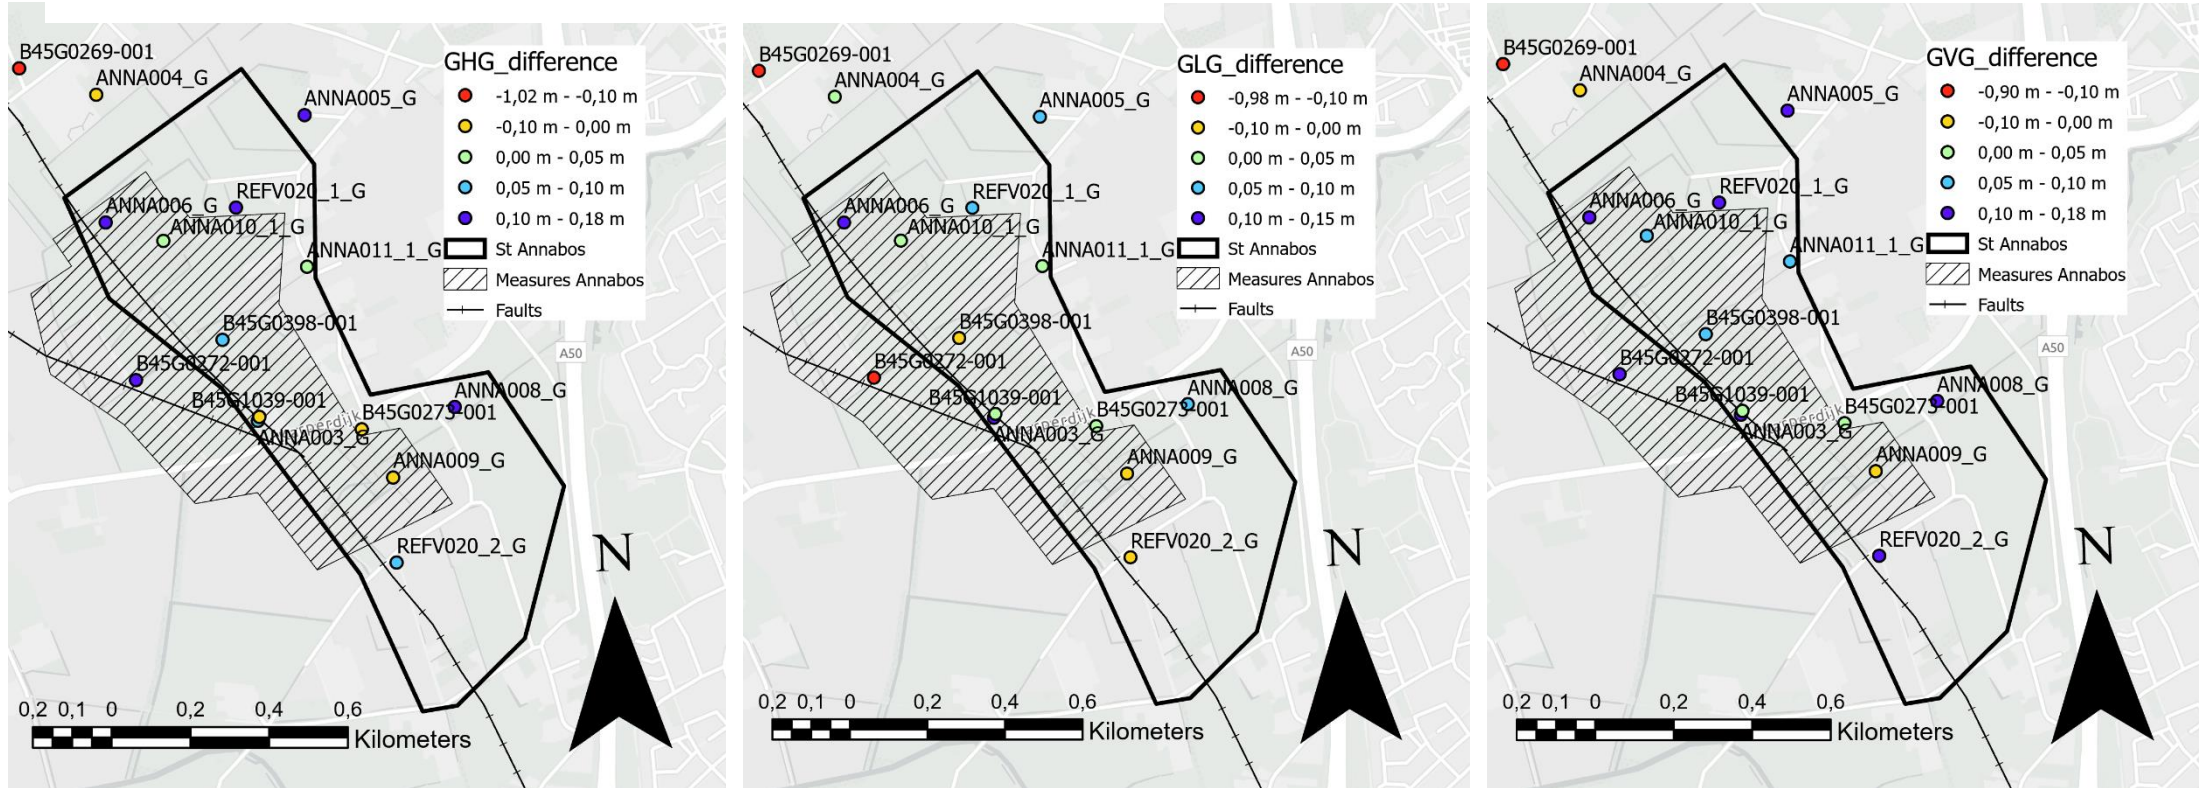 B45G0269-001
ANNA004_G
ANNA005_G
GHG_difference
-1,02 m - -0,10 m
-0,10 m - 0,00 m
0,00 m - 0,05 m
0,05 m - 0,10 m
0,10 m - 0,18 m
St Annabos
Measures Annabos
Faults
ANNA006_G
REFV020_1_G
ANNA010_1_G
ANNA011_1_G
B45G0398-001
A50
B45G0272-001
ANNA008_G
B45G1039-001
B45G0273-001
perdijk
ANNA003_G
ANNA009_G
REFV020_2_G
N
0,2 0,1 0 0,2 0,4 0,6
Kilometers
B45G0269-001
ANNA004_G
ANNA005_G
GLG_difference
-0,98 m - -0,10 m
-0,10 m - 0,00 m
0,00 m - 0,05 m
0,05 m - 0,10 m
0,10 m - 0,15 m
St Annabos
Measures Annabos
Faults
ANNA006_G
REFV020_1_G
ANNA010_1_G
ANNA011_1_G
B45G0398-001
A50
B45G0272-001
ANNA008_G
B45G1039-001
B45G0273-001
perdijk
ANNA003_G
ANNA009_G
REFV020_2_G
N
0,2 0,1 0 0,2 0,4 0,6
Kilometers
B45G0269-001
ANNA004_G
ANNA005_G
GVG_difference
-0,90 m - -0,10 m
-0,10 m - 0,00 m
0,00 m - 0,05 m
0,05 m - 0,10 m
0,10 m - 0,18 m
St Annabos
Measures Annabos
Faults
ANNA006_G
REFV020_1_G
ANNA010_1_G
ANNA011_1_G
B45G0398-001
A50
B45G0272-001
ANNA008_G
B45G1039-001
B45G0273-001
perdijk
ANNA003_G
ANNA009_G
REFV020_2_G
N
0,2 0,1 0 0,2 0,4 0,6
Kilometers